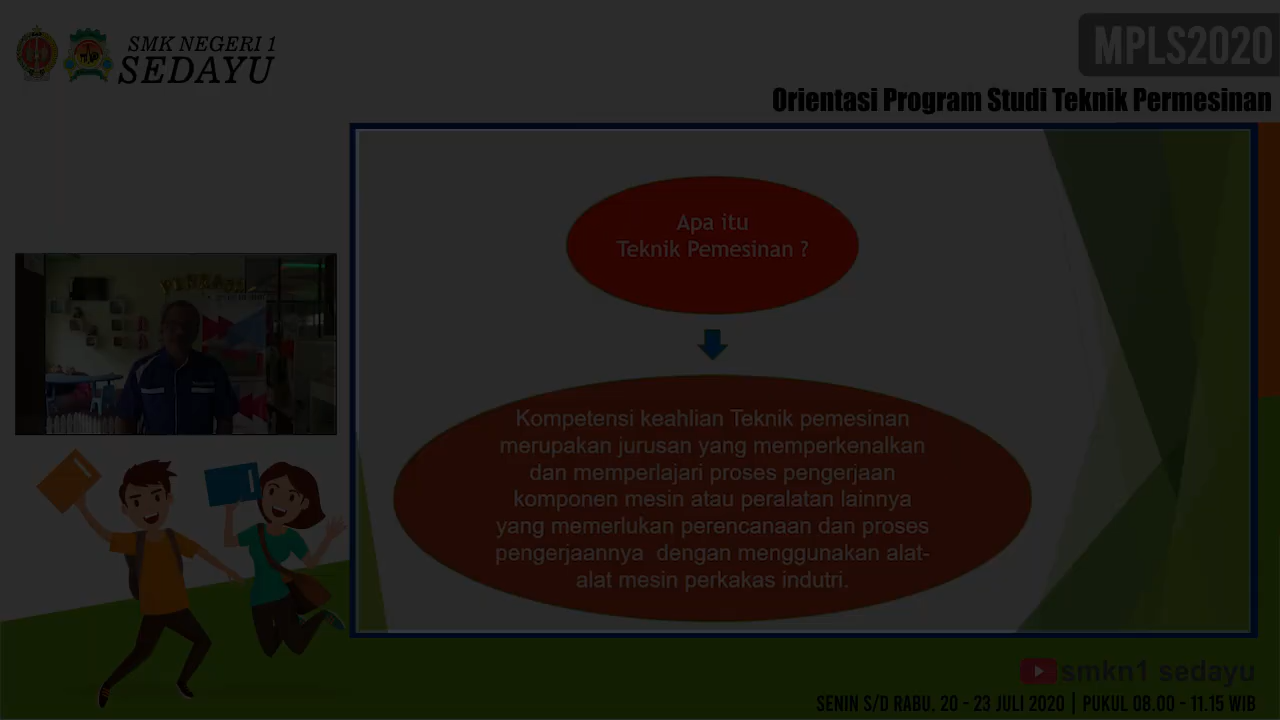 SMK NEGERI 1
SEDAYU
MPLS2020
Orientasi Program Studi Teknik Permesinan
Apa itu
Teknik Pemesinan ?
Kompetensi keahlian Teknik pemesinan
merupakan jurusan yang memperkenalkan
dan memperlajari proses pengerjaan
komponen mesin atau peralatan lainnya
yang memerlukan perencanaan dan proses
pengerjaannya dengan menggunakan alat-
alat mesin perkakas indutri.
smkn1 sedayu
SENIN S/D RABU. 20 - 23 JULI 2020 | PUKUL 08.00 - 11.15 WIB